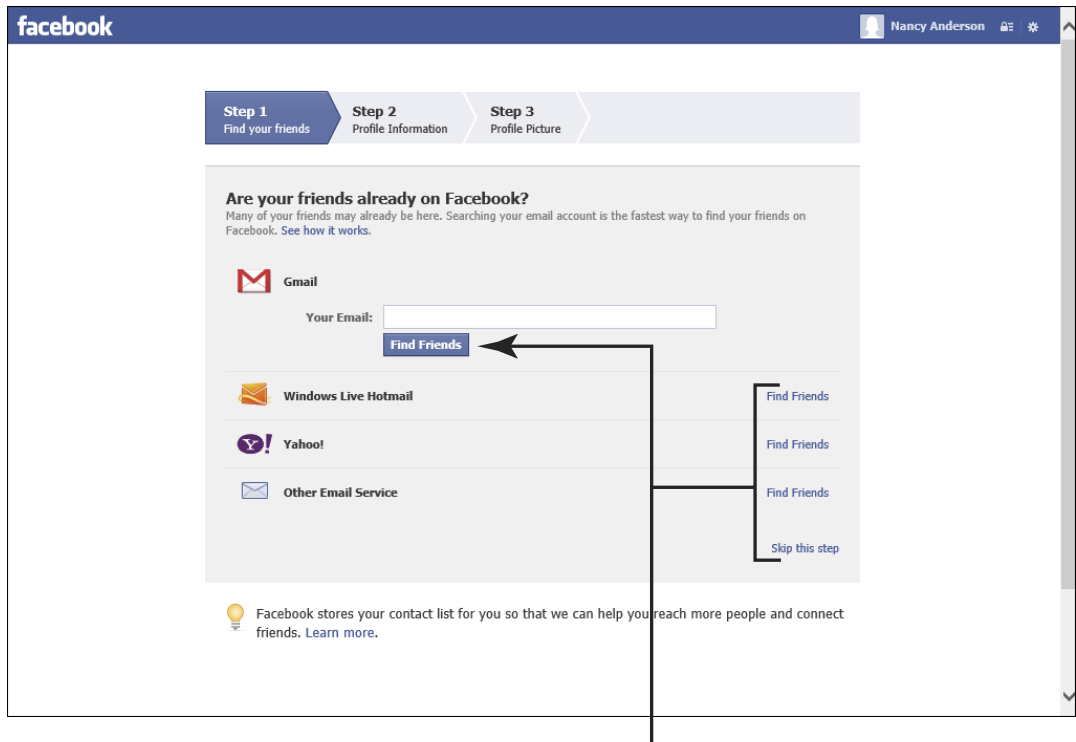 facebook
Nancy Anderson
Step 1
Find your friends
Step 2
Profile Information
Step 3
Profile Picture
Are your friends already on Facebook?
Many of your friends may already be here. Searching your email account is the fastest way to find your friends on
Facebook. See how it works.
Gmail
Your Email:
Find Friends
Windows Live Hotmail
Find Friends
Yahoo!
Find Friends
Other Email Service
Find Friends
Skip this step
Facebook stores your contact list for you so that we can help you reach more people and connect
friends. Learn more.